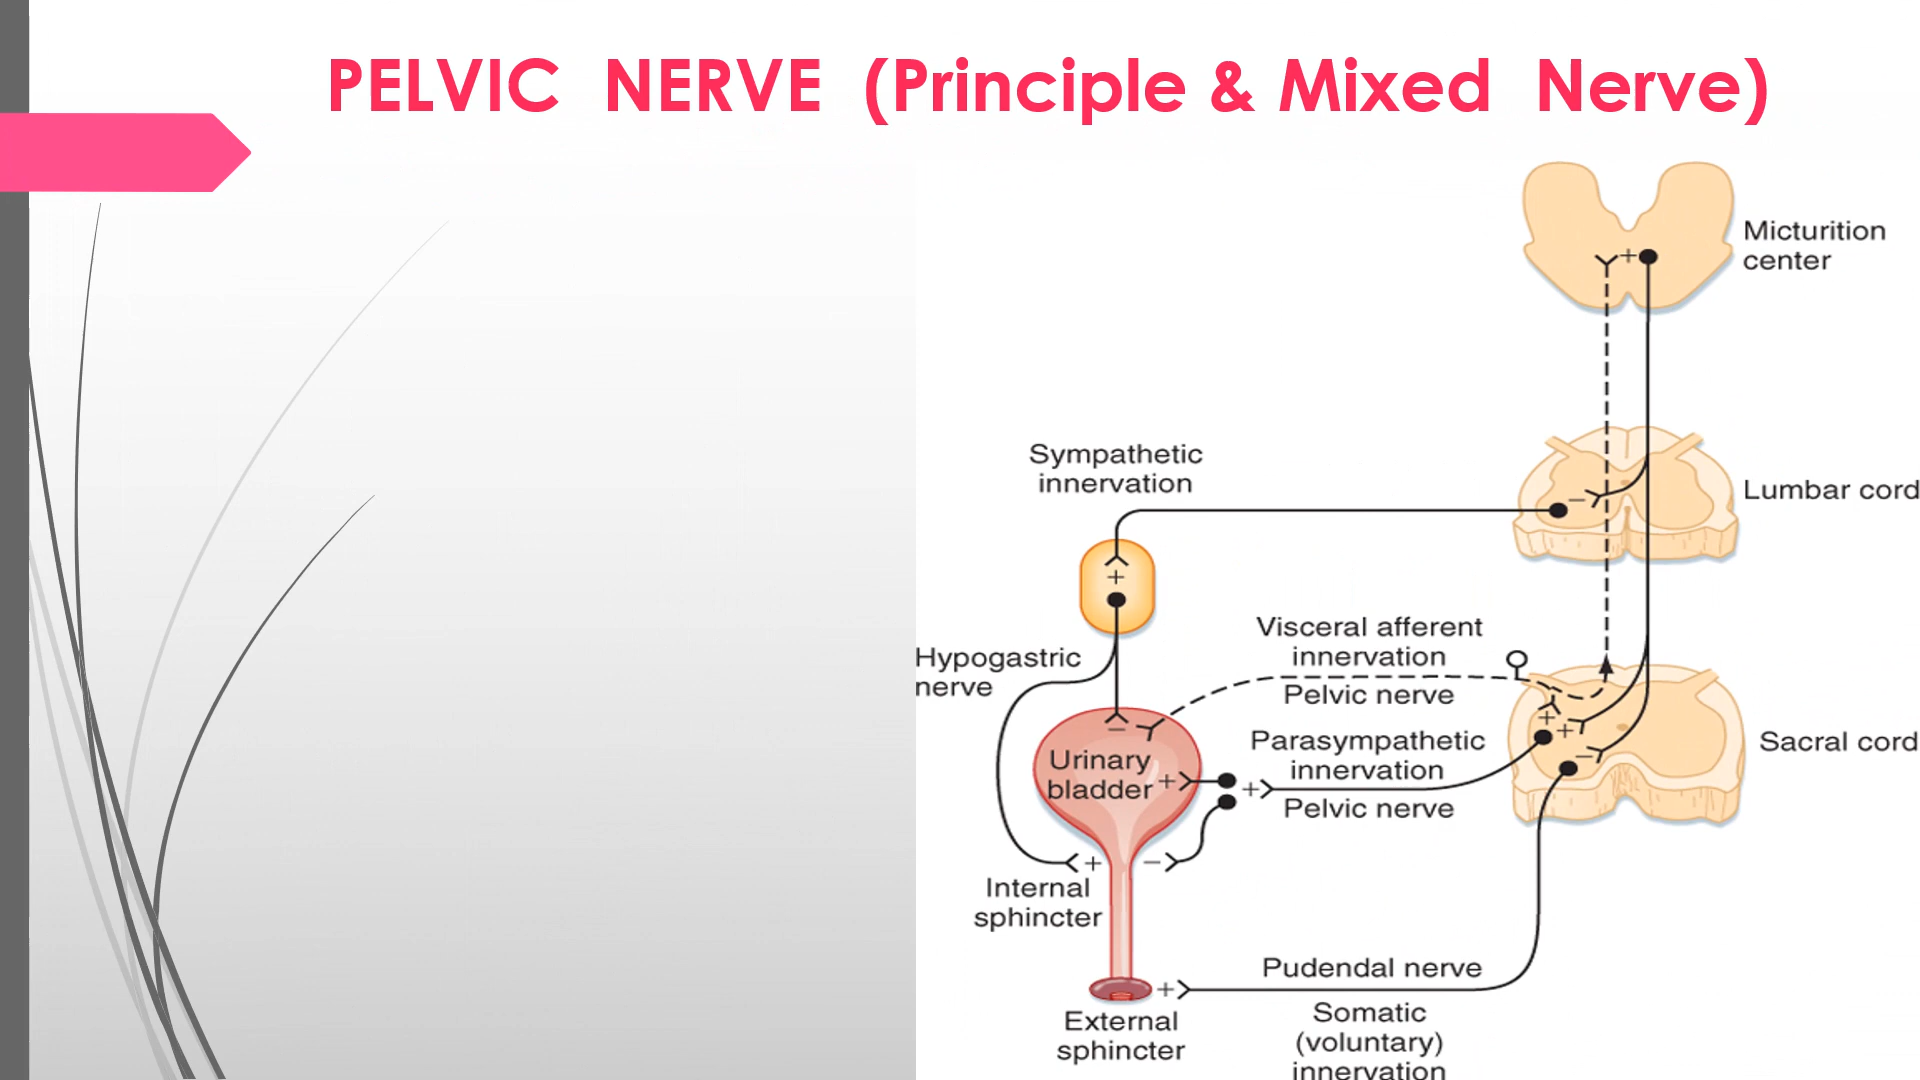 PELVIC NERVE (Principle & Mixed Nerve)
Micturition
center
+
Sympathetic
innervation
Lumbar cord
−
+
Visceral afferent
innervation
Pelvic nerve
Hypogastric
nerve
Parasympathetic
innervation
Pelvic nerve
Sacral cord
+
+
−
−
Urinary
bladder
+
+
+
−
Internal
sphincter
Pudendal nerve
+
Somatic
(voluntary)
innervation
External
sphincter